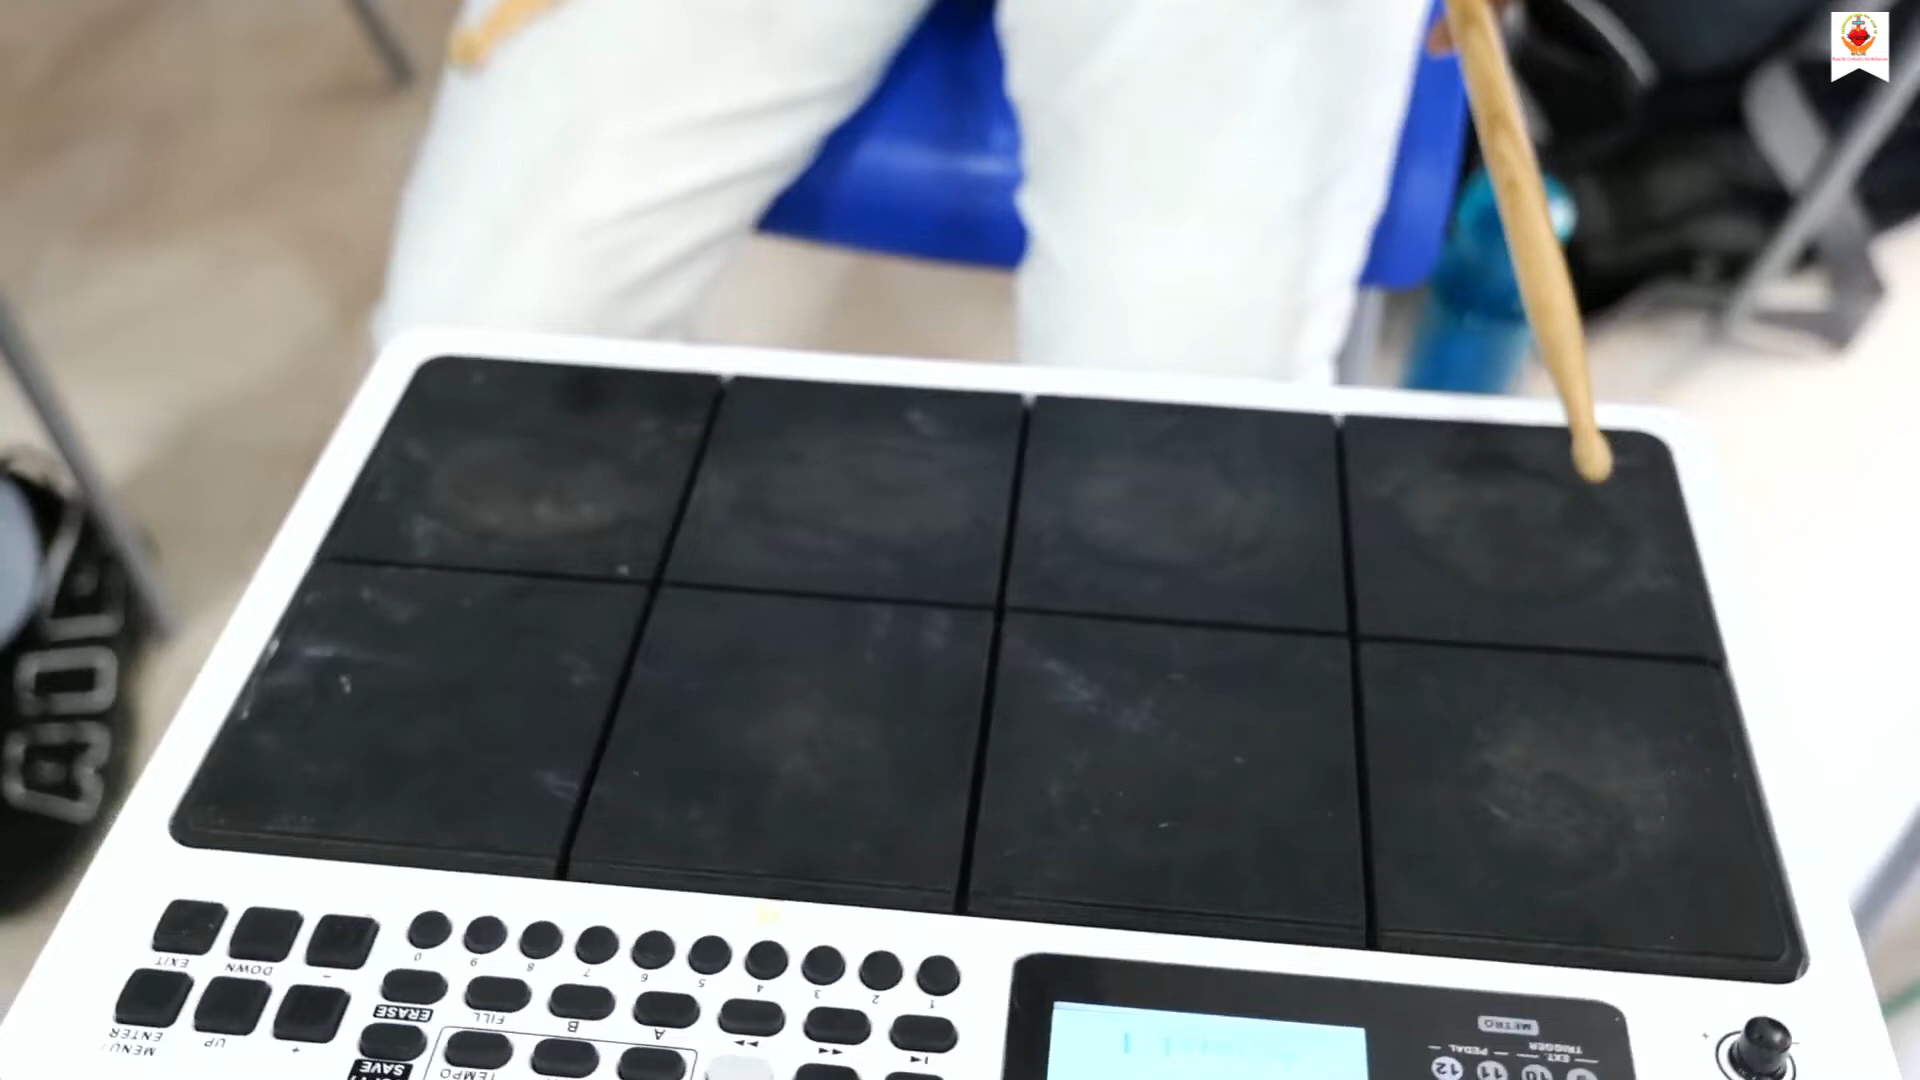 EXIT
DOWN
-
0
9
8
7
6
5
4
3
2
1
MENU/
ENTER
UP
+
ERASE
FILL
B
A
SAVE
TEMPO
METRO
EXT. TRIGGER
PEDAL
12
11
10